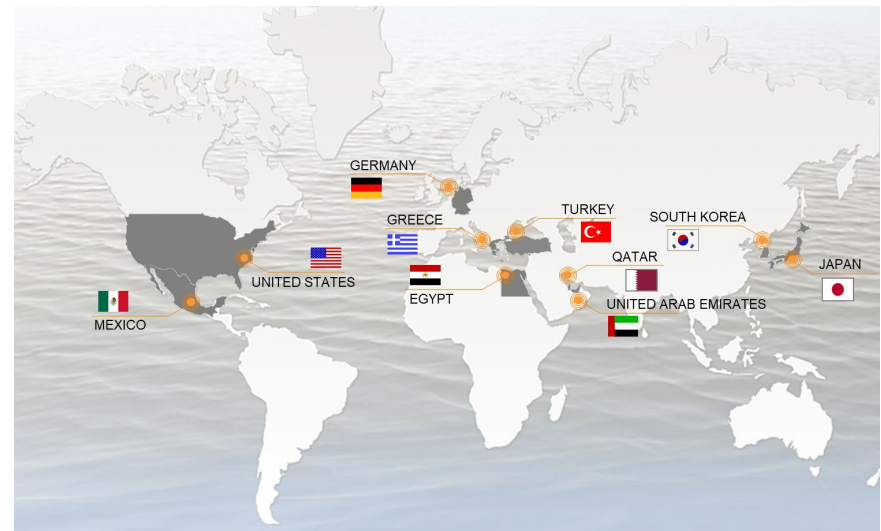 GERMANY
GREECE
TURKEY
SOUTH KOREA
UNITED STATES
EGYPT
QATAR
JAPAN
MEXICO
UNITED ARAB EMIRATES